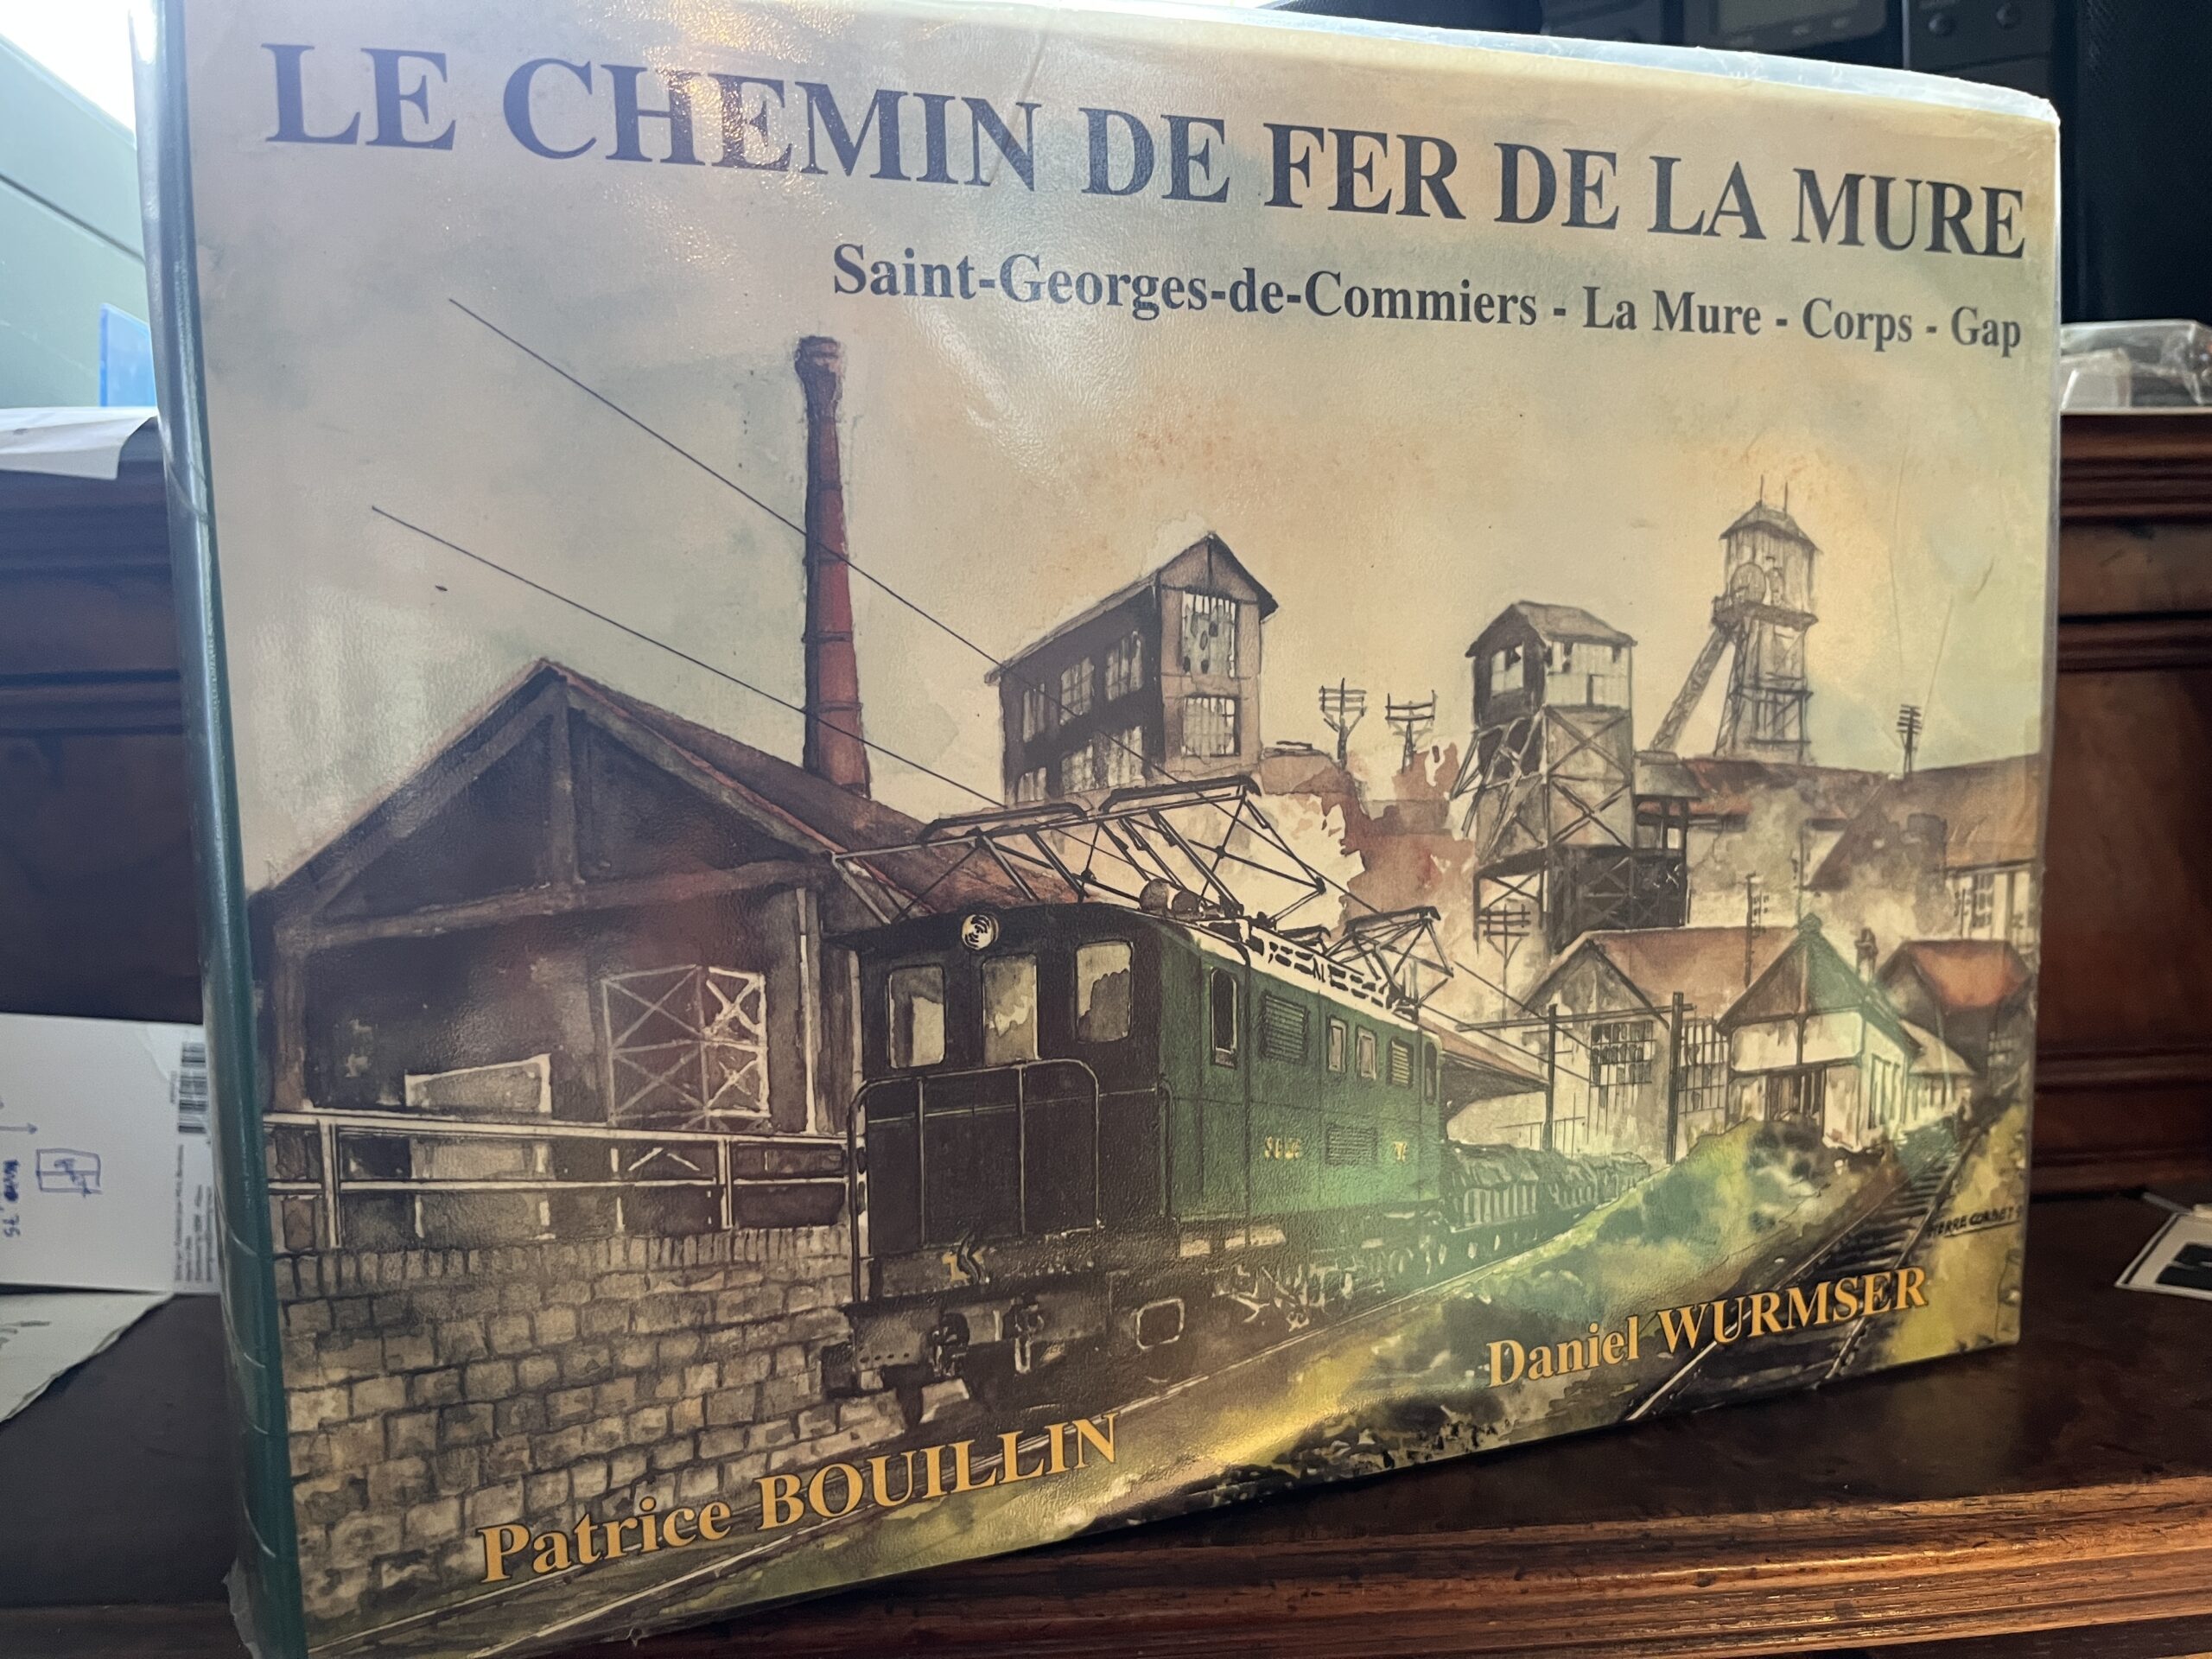 LE CHEMIN DE FER DE LA MURE
Saint-Georges-de-Commiers - La Mure - Corps - Gap
Daniel WURMSER
Patrice BOUILLIN